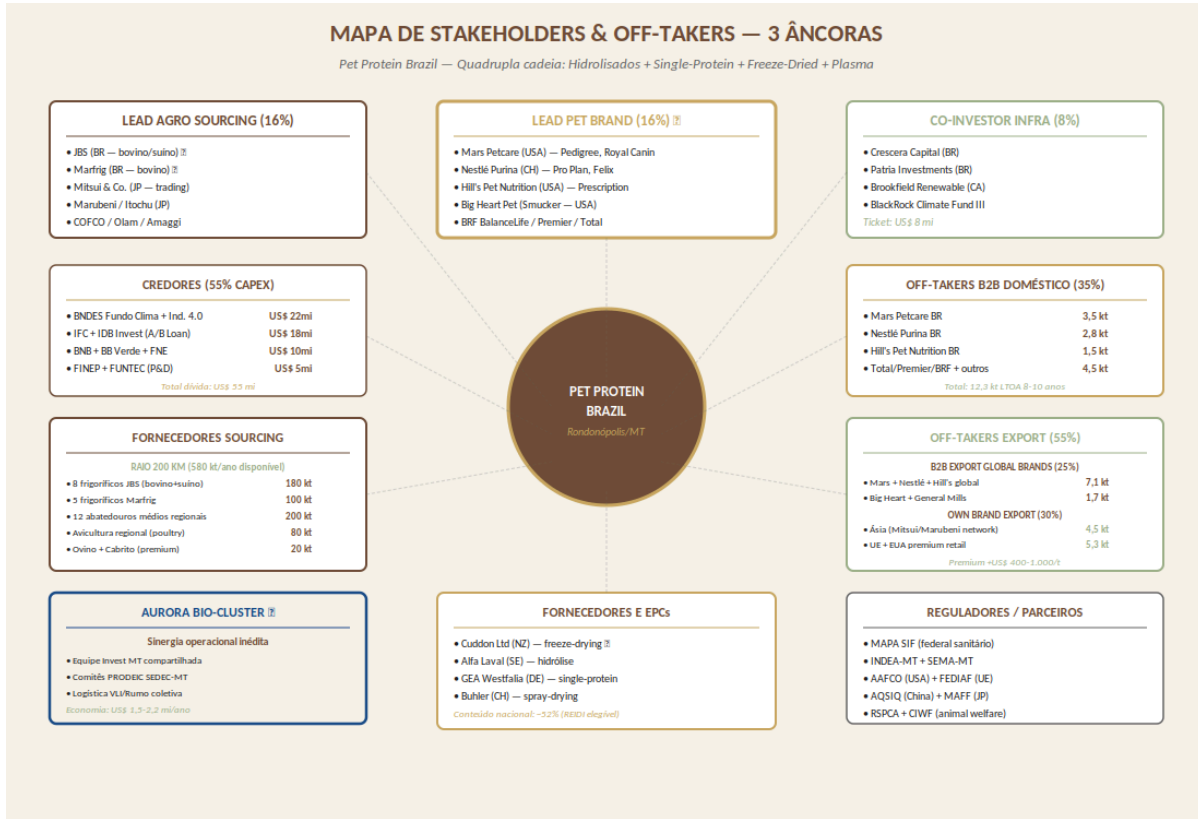 MAPA DE STAKEHOLDERS & OFF-TAKERS — 3 ÂNCORAS
Pet Protein Brazil — Quadrupla cadeia: Hidrolisados + Single-Protein + Freeze-Dried + Plasma
LEAD AGRO SOURCING (16%)
• JBS (BR — bovino/suíno)
• Marfrig (BR — bovino)
• Mitsui & Co. (JP — trading)
• Marubeni / Itochu (JP)
• COFCO / Olam / Amaggi
LEAD PET BRAND (16%)
• Mars Petcare (USA) — Pedigree, Royal Canin
• Nestlé Purina (CH) — Pro Plan, Felix
• Hill's Pet Nutrition (USA) — Prescription
• Big Heart Pet (Smucker — USA)
• BRF BalanceLife / Premier / Total
CO-INVESTOR INFRA (8%)
• Crescera Capital (BR)
• Patria Investments (BR)
• Brookfield Renewable (CA)
• BlackRock Climate Fund III
Ticket: US$ 8 mi
CREDORES (55% CAPEX)
• BNDES Fundo Clima + Ind. 4.0 US$ 22mi
• IFC + IDB Invest (A/B Loan) US$ 18mi
• BNB + BB Verde + FNE US$ 10mi
• FINEP + FUNTEC (P&D) US$ 5mi
Total dívida: US$ 55 mi
PET PROTEIN
BRAZIL
Rondonópolis/MT
OFF-TAKERS B2B DOMÉSTICO (35%)
• Mars Petcare BR 3,5 kt
• Nestlé Purina BR 2,8 kt
• Hill's Pet Nutrition BR 1,5 kt
• Total/Premier/BRF + outros 4,5 kt
Total: 12,3 kt LTOA 8-10 anos
FORNECEDORES SOURCING
RAIO 200 KM (580 kt/ano disponível)
• 8 frigoríficos JBS (bovino+suíno) 180 kt
• 5 frigoríficos Marfrig 100 kt
• 12 abatedouros médios regionais 200 kt
• Avicultura regional (poultry) 80 kt
• Ovino + Cabrito (premium) 20 kt
OFF-TAKERS EXPORT (55%)
B2B EXPORT GLOBAL BRANDS (25%)
• Mars + Nestlé + Hill's global 7,1 kt
• Big Heart + General Mills 1,7 kt
OWN BRAND EXPORT (30%)
• Ásia (Mitsui/Marubeni network) 4,5 kt
• UE + EUA premium retail 5,3 kt
Premium +US$ 400-1.000/t
AURORA BIO-CLUSTER
Sinergia operacional inédita
• Equipe Invest MT compartilhada
• Comitês PRODEIC SEDEC-MT
• Logística VLI/Rumo coletiva
Economia: US$ 1,5-2,2 mi/ano
FORNECEDORES E EPCs
• Cuddon Ltd (NZ) — freeze-drying
• Alfa Laval (SE) — hidrólise
• GEA Westfalia (DE) — single-protein
• Buhler (CH) — spray-drying
Conteúdo nacional: ~52% (REIDI elegível)
REGULADORES / PARCEIROS
• MAPA SIF (federal sanitário)
• INDEA-MT + SEMA-MT
• AAFCO (USA) + FEDIAF (UE)
• AQSIQ (China) + MAFF (JP)
• RSPCA + CIWF (animal welfare)